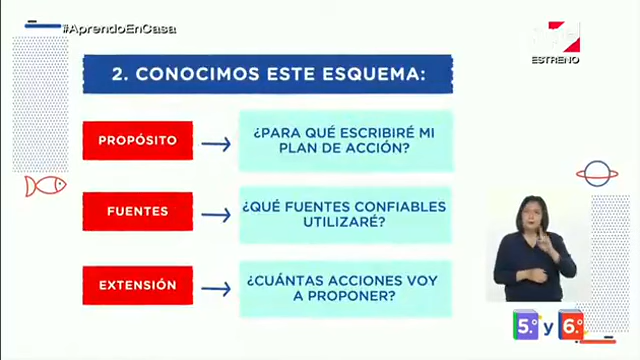 #AprendoEnCasa
ESTRENO
2. CONOCIMOS ESTE ESQUEMA:
PROPÓSITO
¿PARA QUÉ ESCRIBIRÉ MI
PLAN DE ACCIÓN?
FUENTES
¿QUÉ FUENTES CONFIABLES
UTILIZARÉ?
EXTENSIÓN
¿CUÁNTAS ACCIONES VOY
A PROPONER?
5.º y 6.º